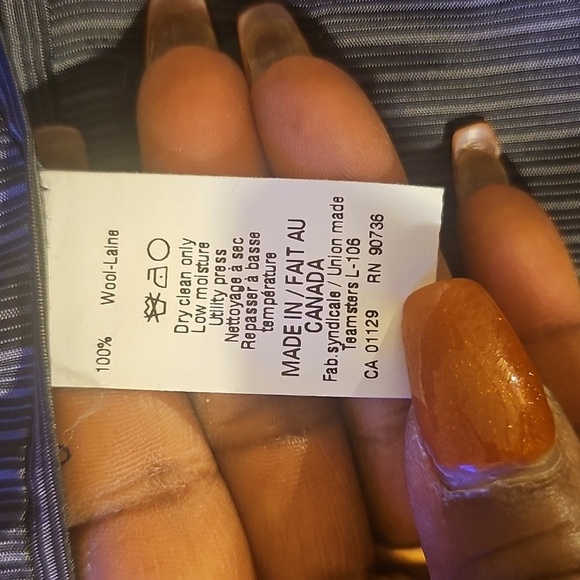 100% Wool-Laine
Dry clean only
Low moisture
Utility press
Nettoyage à sec
Repasser à basse
température
MADE IN / FAIT AU
CANADA
Fab. syndicale / Union made
Teamsters L-106
CA 01129 RN 90736